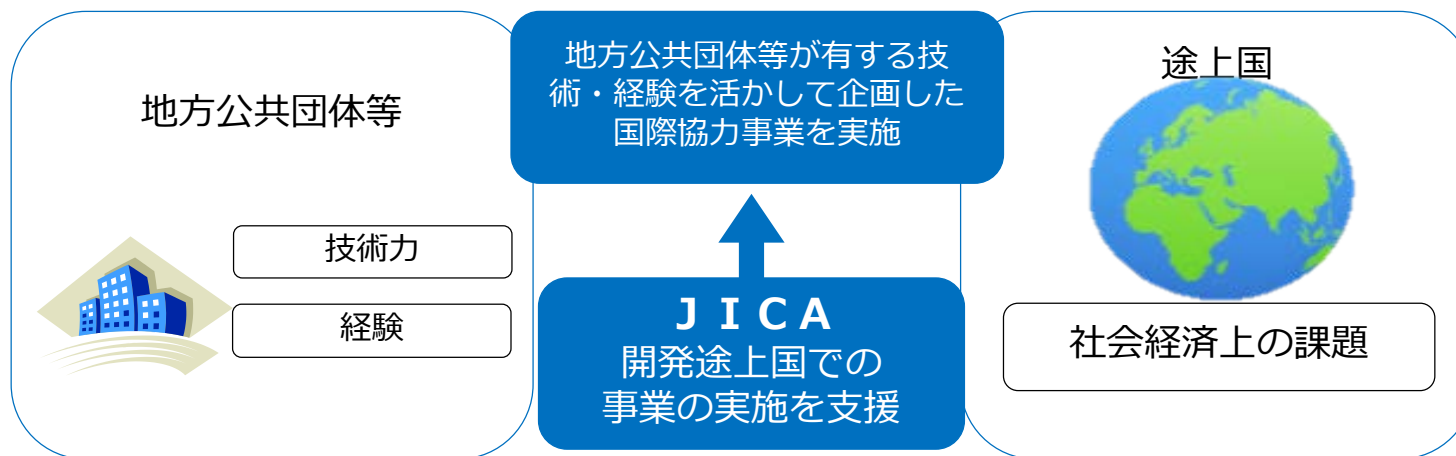 地方公共団体等
技術力
経験
地方公共団体等が有する技
術・経験を活かして企画した
国際協力事業を実施
ＪＩＣＡ
開発途上国での
事業の実施を支援
途上国
社会経済上の課題